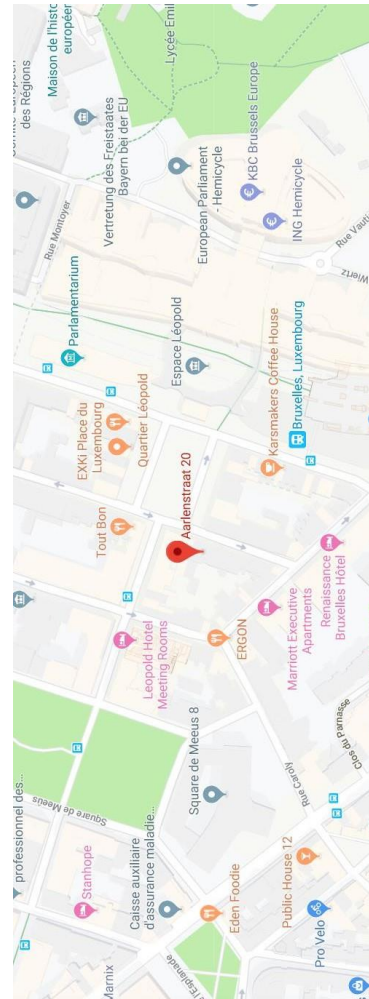 professionnel des...
Maison de l'histo
européen
des Régions
Square de Meeûs
Stanhope
Rue Montoyer
Parlamentarium
Vertretung des Freistaates
Bayern bei der EU
EXKi Place du
Luxembourg
Quartier Léopold
Tout Bon
Leopold Hotel
Meeting Rooms
Marnix
Caisse auxiliaire
d'assurance maladie...
Lycée Emil
Espace Léopold
European Parliament
- Hemicycle
Aarlenstraat 20
Square de Meeus 8
KBC Brussels Europe
ERGON
Eden Foodie
Karsmakers Coffee House
ING Hemicycle
Bruxelles, Luxembourg
Marriott Executive
Apartments
Rue Caroly
Public House 12
Renaissance
Bruxelles Hôtel
Pro Velo
Clos du Parnasse
Wiertz
Rue Vauti